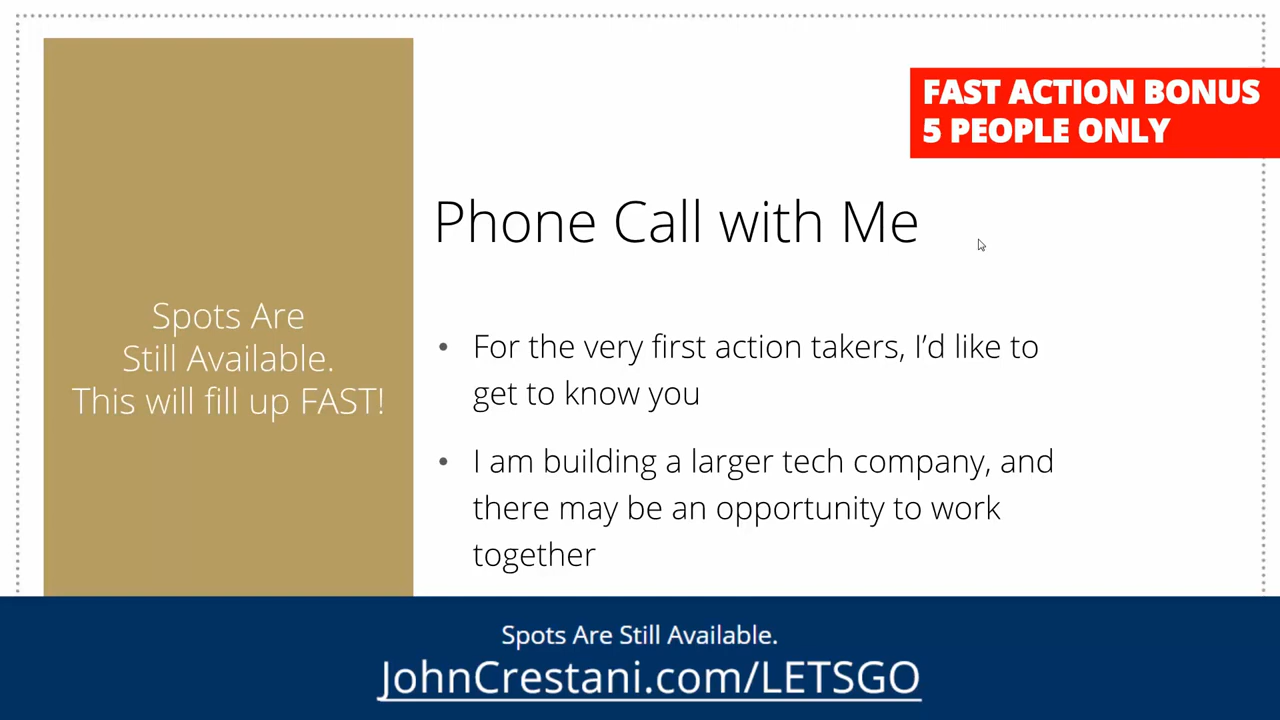 FAST ACTION BONUS
5 PEOPLE ONLY
Phone Call with Me
Spots Are
Still Available.
This will fill up FAST!
• For the very first action takers, I’d like to
get to know you
• I am building a larger tech company, and
there may be an opportunity to work
together
Spots Are Still Available.
JohnCrestani.com/LETSGO